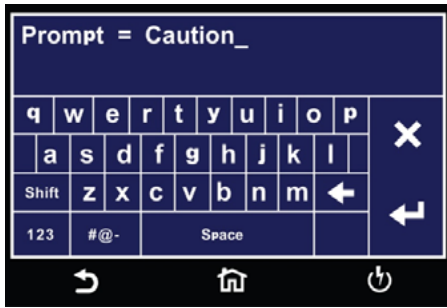 Prompt = Caution_
q w e r t y u i o p
a s d f g h j k l
Shift z x c v b n m
123 #@- Space